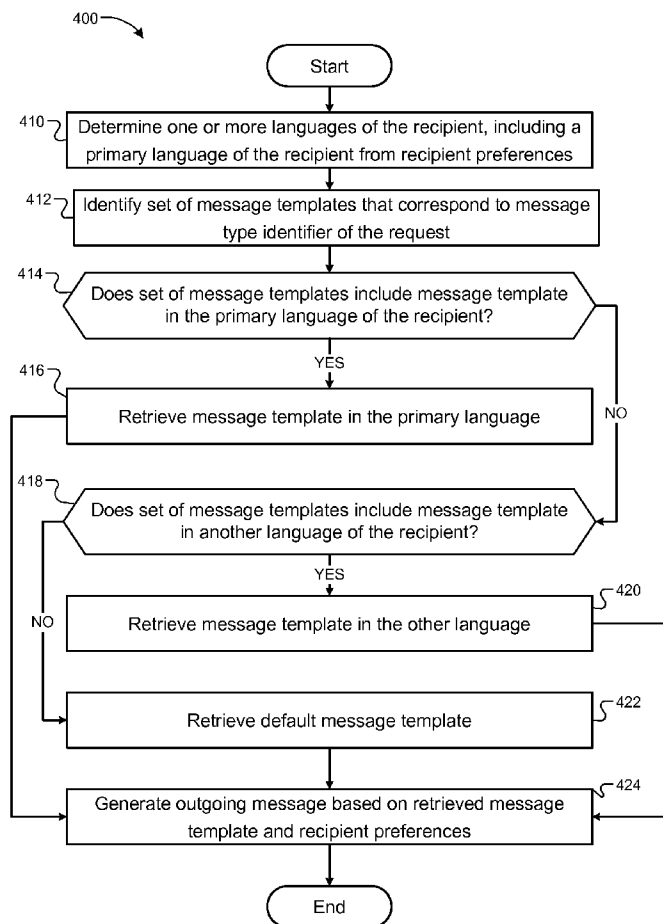 400
Start
410
Determine one or more languages of the recipient, including a
primary language of the recipient from recipient preferences
412
Identify set of message templates that correspond to message
type identifier of the request
414
Does set of message templates include message template
in the primary language of the recipient?
YES
NO
416
Retrieve message template in the primary language
418
Does set of message templates include message template
in another language of the recipient?
YES
NO
420
Retrieve message template in the other language
422
Retrieve default message template
424
Generate outgoing message based on retrieved message
template and recipient preferences
End